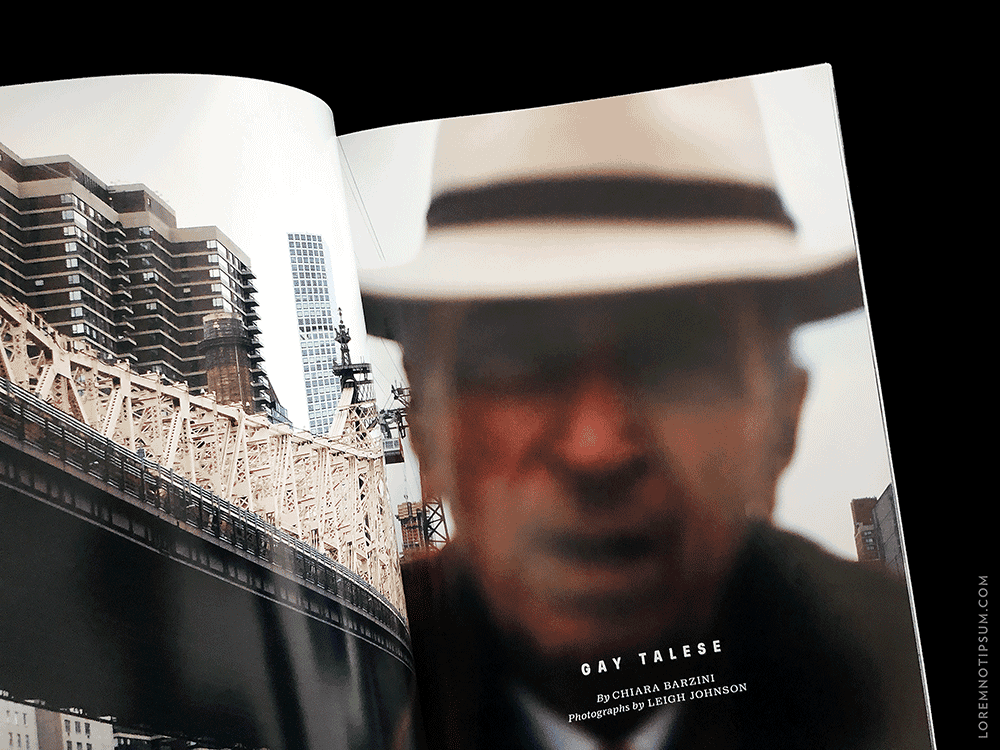 GAY TALESE
By CHIARA BARZINI
Photographs by LEIGH JOHNSON
LOREMNOTIPSUM.COM